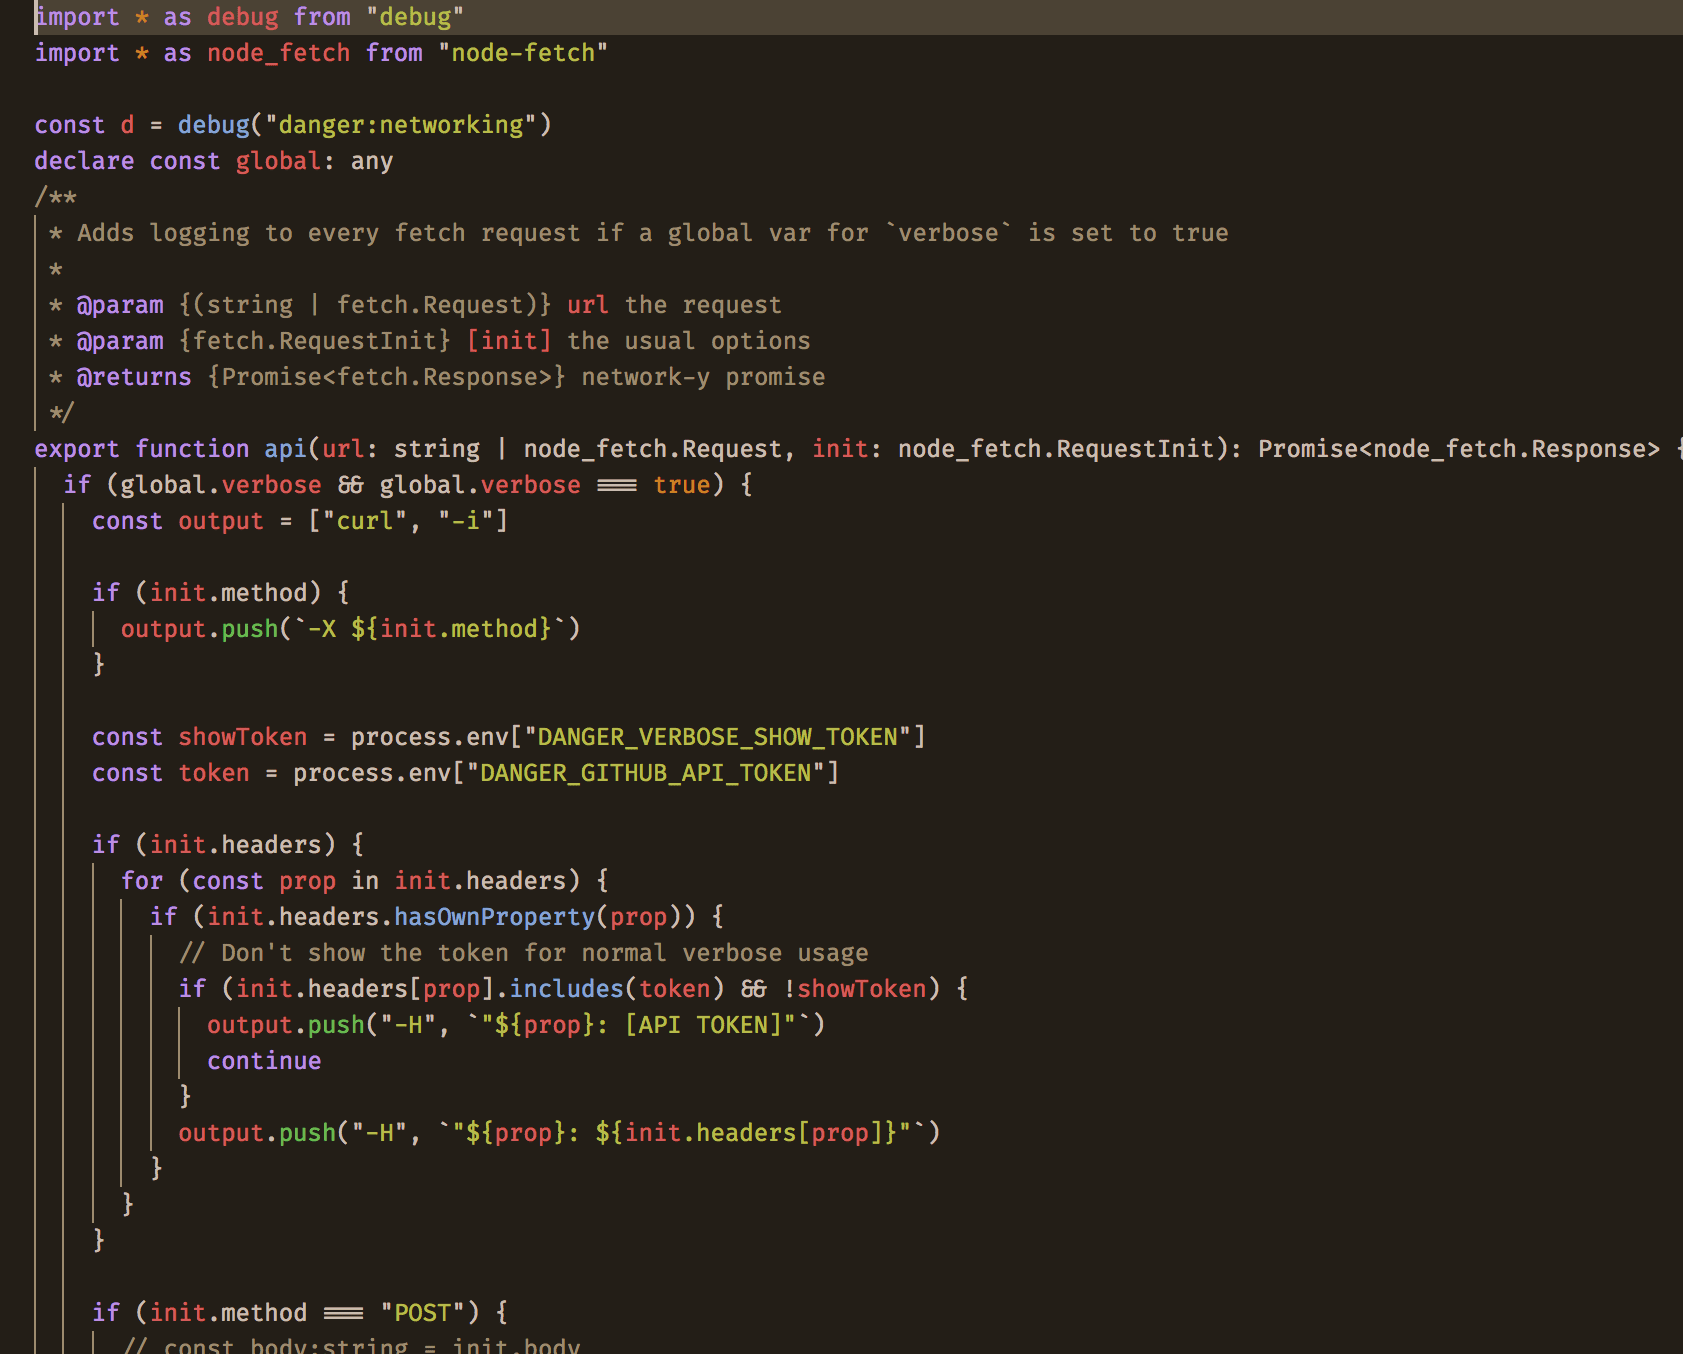 import * as debug from "debug"
import * as node_fetch from "node-fetch"

const d = debug("danger:networking")
declare const global: any
/**
 * Adds logging to every fetch request if a global var for `verbose` is set to true
 *
 * @param {(string | fetch.Request)} url the request
 * @param {fetch.RequestInit} [init] the usual options
 * @returns {Promise<fetch.Response>} network-y promise
 */
export function api(url: string | node_fetch.Request, init: node_fetch.RequestInit): Promise<node_fetch.Response> {
  if (global.verbose && global.verbose === true) {
    const output = ["curl", "-i"]

    if (init.method) {
      output.push(`-X ${init.method}`)
    }

    const showToken = process.env["DANGER_VERBOSE_SHOW_TOKEN"]
    const token = process.env["DANGER_GITHUB_API_TOKEN"]

    if (init.headers) {
      for (const prop in init.headers) {
        if (init.headers.hasOwnProperty(prop)) {
          // Don't show the token for normal verbose usage
          if (init.headers[prop].includes(token) && !showToken) {
            output.push("-H", `"${prop}: [API TOKEN]"`)
            continue
          }
          output.push("-H", `"${prop}: ${init.headers[prop]}"`)
        }
      }
    }

    if (init.method === "POST") {
      // const body:string = init.body